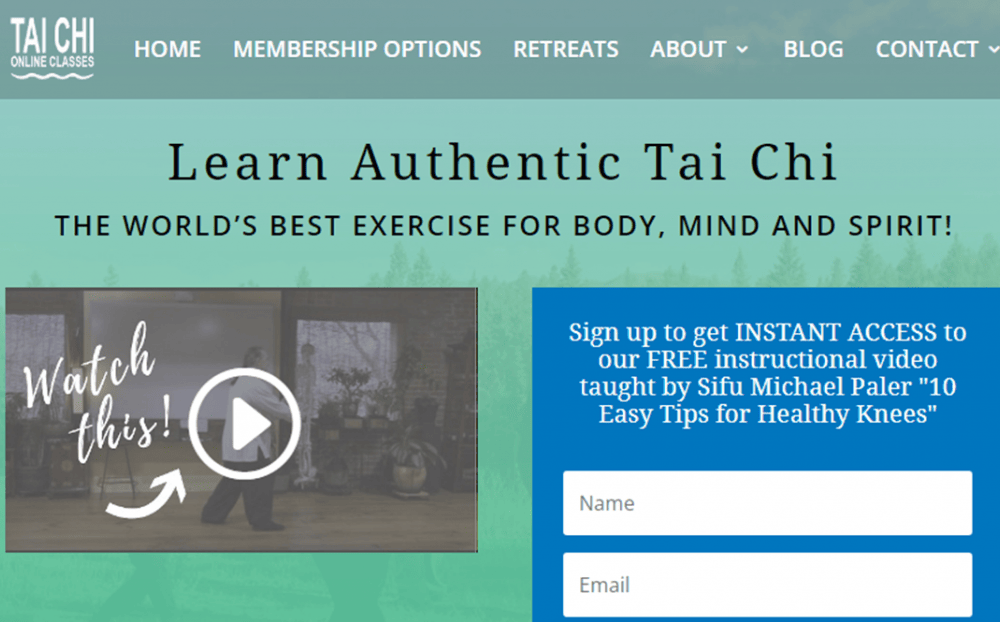 TAI CHI
ONLINE CLASSES
HOME MEMBERSHIP OPTIONS RETREATS ABOUT BLOG CONTACT
Learn Authentic Tai Chi
THE WORLD’S BEST EXERCISE FOR BODY, MIND AND SPIRIT!
Watch
this!
Sign up to get INSTANT ACCESS to
our FREE instructional video
taught by Sifu Michael Paler "10
Easy Tips for Healthy Knees"
Name
Email